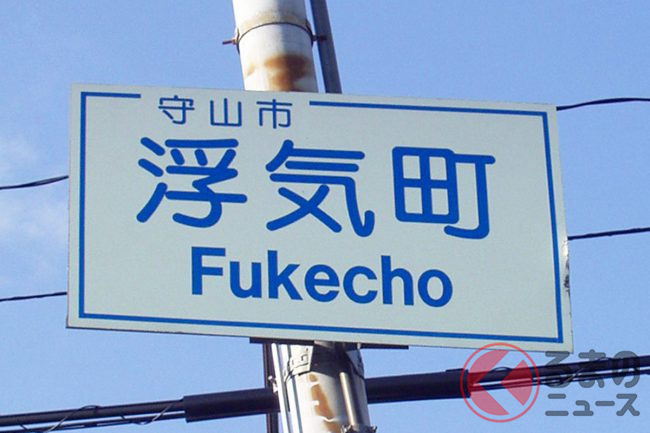 守山市
浮気町
Fukecho
くるまの
ニュース